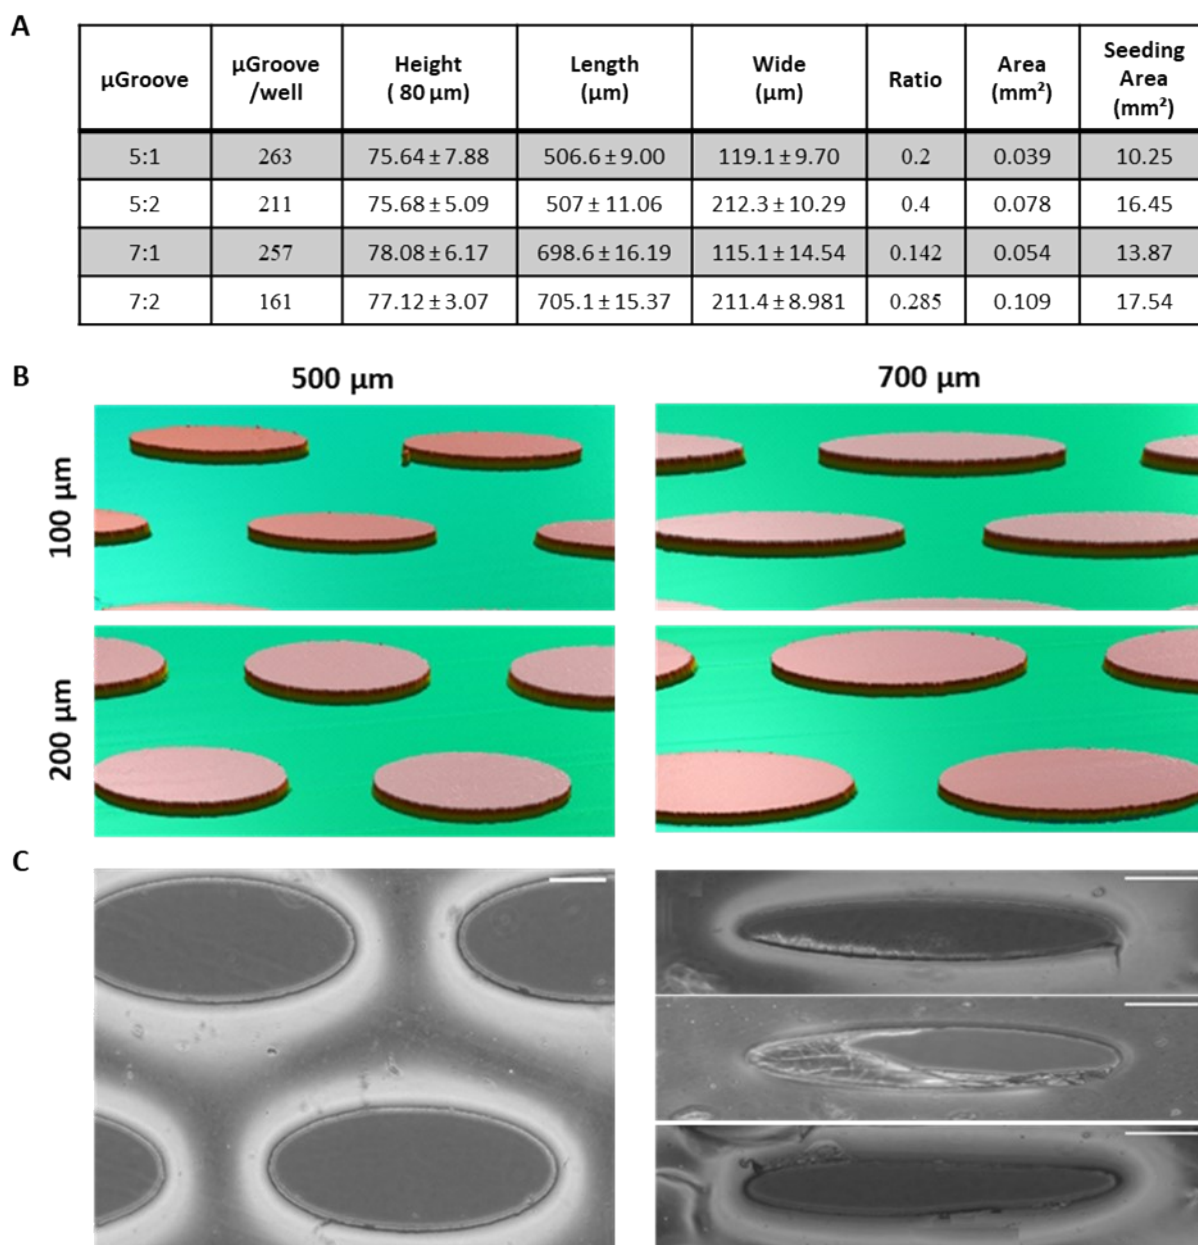 A
μGroove
μGroove
/well
Height
( 80 μm)
Length
(μm)
Wide
(μm)
Ratio
Area
(mm²)
Seeding
Area
(mm²)
5:1 263 75.64 ± 7.88 506.6 ± 9.00 119.1 ± 9.70 0.2 0.039 10.25
5:2 211 75.68 ± 5.09 507 ± 11.06 212.3 ± 10.29 0.4 0.078 16.45
7:1 257 78.08 ± 6.17 698.6 ± 16.19 115.1 ± 14.54 0.142 0.054 13.87
7:2 161 77.12 ± 3.07 705.1 ± 15.37 211.4 ± 8.981 0.285 0.109 17.54
B
500 μm 700 μm
100 μm
200 μm
C